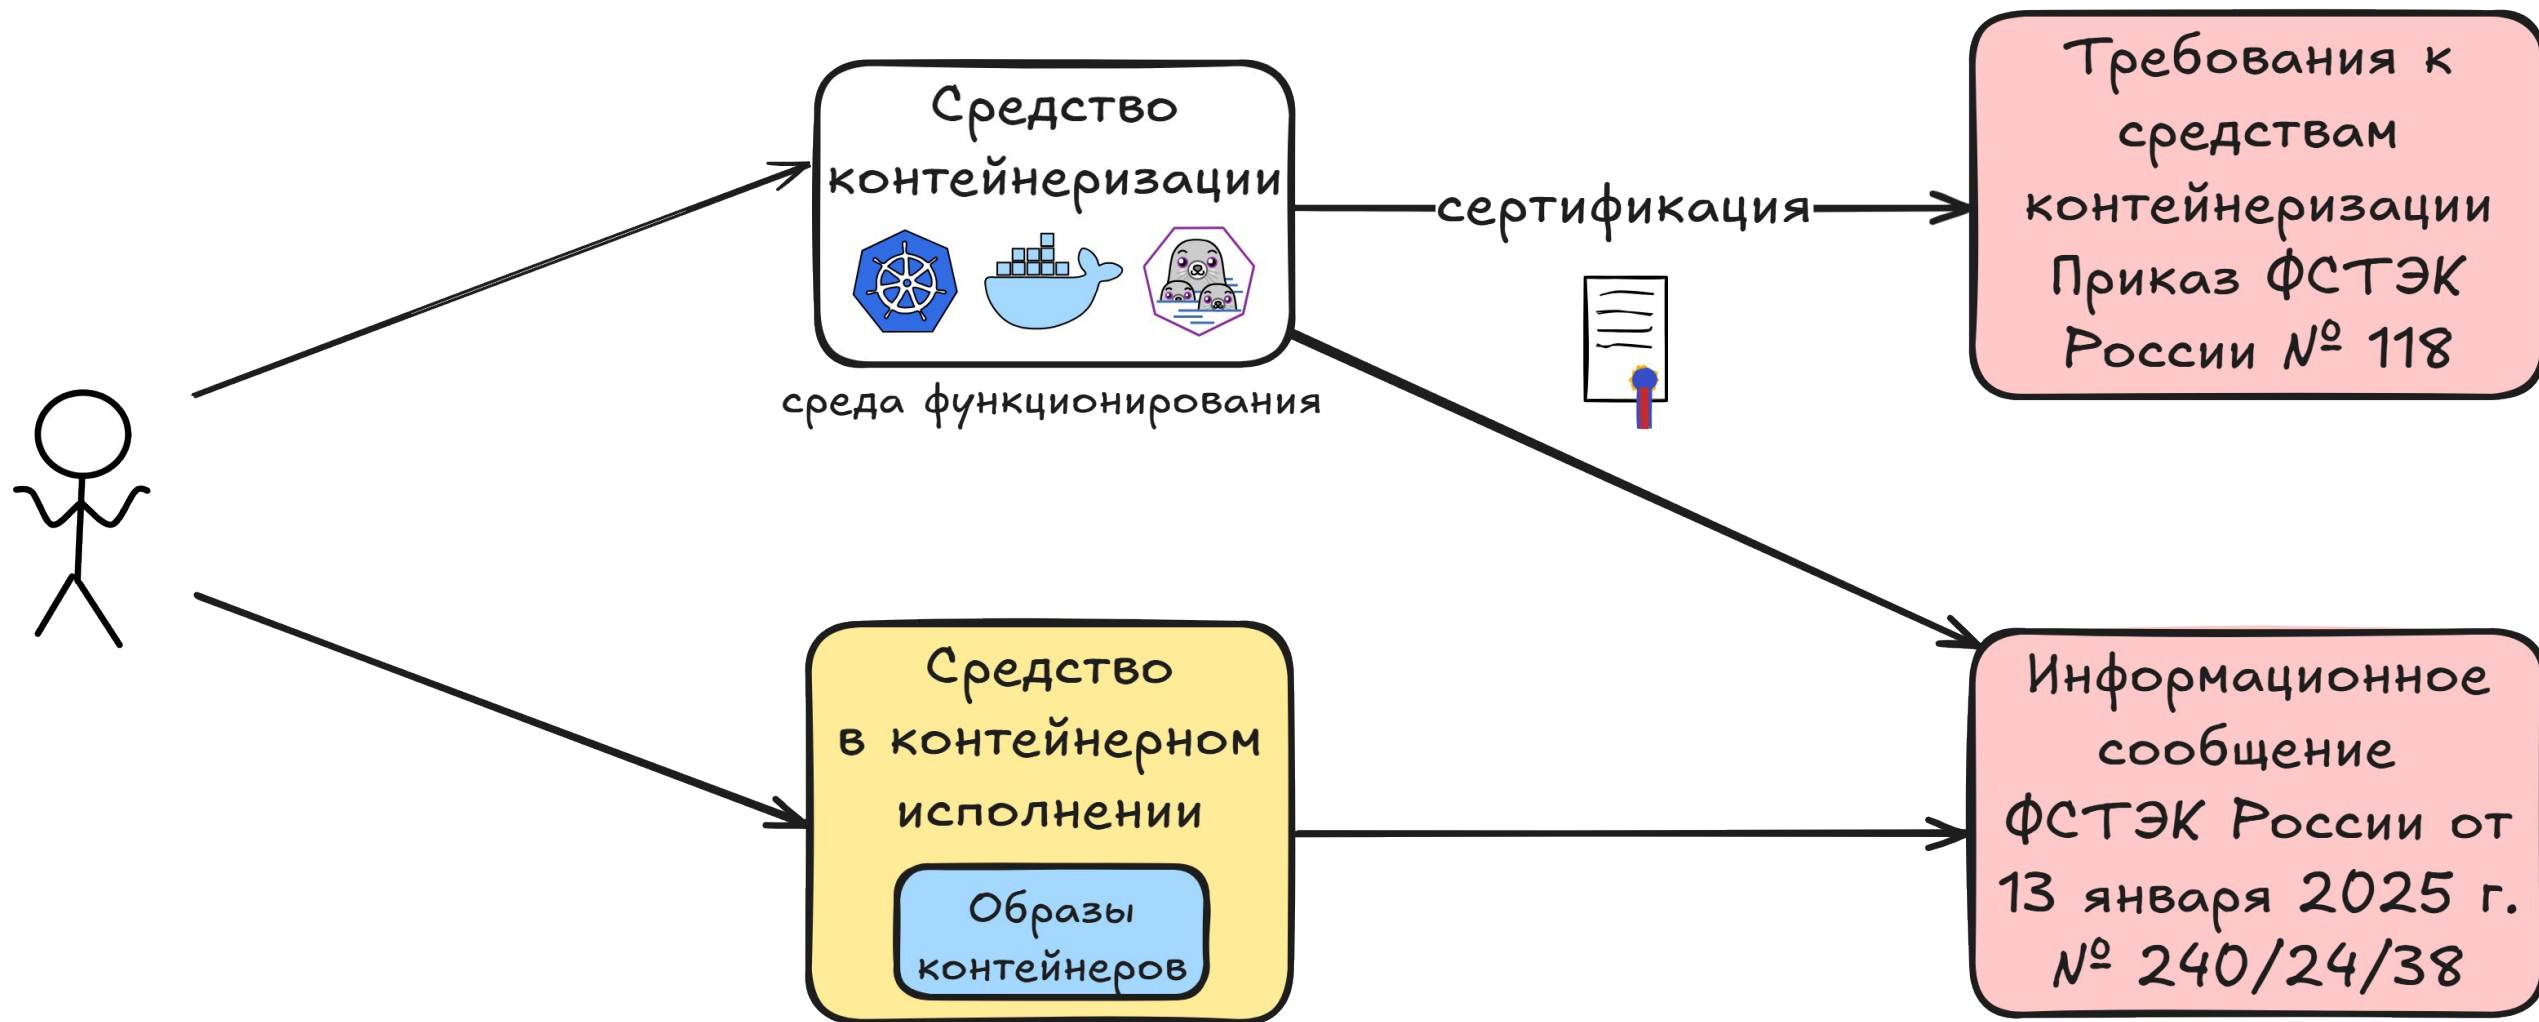 Средство
контейнеризации
среда функционирования
сертификация
Требования к
средствам
контейнеризации
Приказ ФСТЭК
России № 118
Средство
в контейнерном
исполнении
Образы
контейнеров
Информационное
сообщение
ФСТЭК России от
13 января 2025 г.
№ 240/24/38